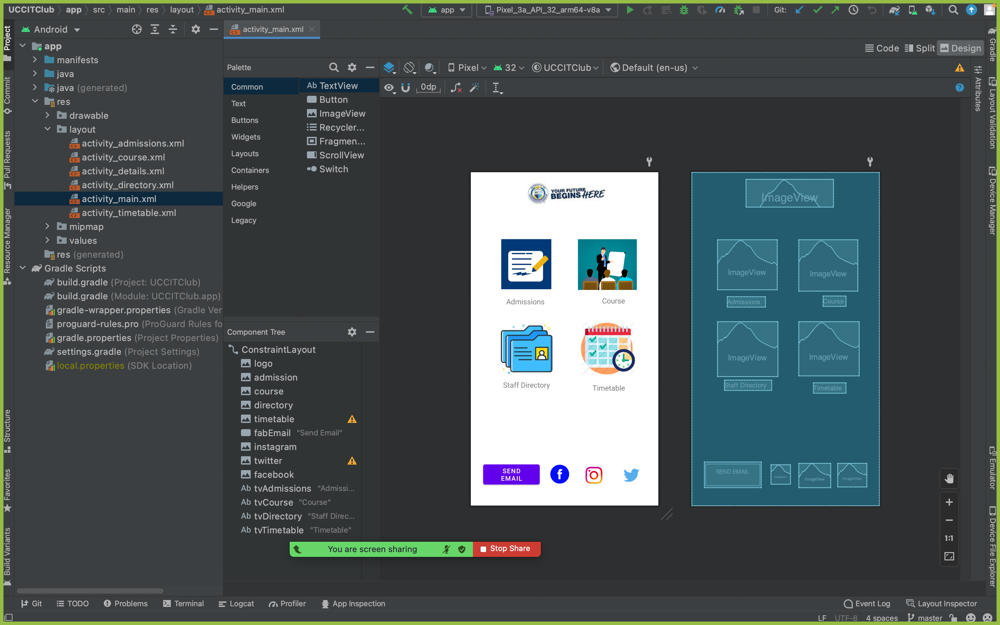 UCCITClub app src main res layout activity_main.xml
app Pixel_3a_API_32_arm64-v8a Git:
Project
Commit
Pull Requests
Resource Manager
Structure
Favorites
Build Variants
Android
app
manifests
java
java (generated)
res
drawable
layout
activity_admissions.xml
activity_course.xml
activity_details.xml
activity_directory.xml
activity_main.xml
activity_timetable.xml
mipmap
values
res (generated)
Gradle Scripts
build.gradle (Project: UCCITClub)
build.gradle (Module: UCCITClub.app)
gradle-wrapper.properties (Gradle Ver
proguard-rules.pro (ProGuard Rules fo
gradle.properties (Project Properties)
settings.gradle (Project Settings)
local.properties (SDK Location)
activity_main.xml
Code Split Design
Palette
Common
Text
Buttons
Widgets
Layouts
Containers
Helpers
Google
Legacy
Ab TextView
Button
ImageView
Recycler...
Fragmen...
ScrollView
Switch
Pixel 32 UCCITClub Default (en-us)
0dp
Component Tree
ConstraintLayout
logo
admission
course
directory
timetable
fabEmail "Send Email"
instagram
twitter
facebook
Ab tvAdmissions "Admissi...
Ab tvCourse "Course"
Ab tvDirectory "Staff Direc...
Ab tvTimetable "Timetable"
YOUR FUTURE
BEGINS HERE
Admissions
Course
Staff Directory
Timetable
SEND
EMAIL
ImageView
ImageView
ImageView
Admissions
Course
ImageView
ImageView
Staff Directory
Timetable
SEND EMAIL
ImageView
ImageView
ImageView
1:1
You are screen sharing
Stop Share
Attributes
Gradle
Layout Validation
Device Manager
Emulator
Device File Explorer
Git TODO Problems Terminal Logcat Profiler App Inspection
Event Log Layout Inspector
LF UTF-8 4 spaces master